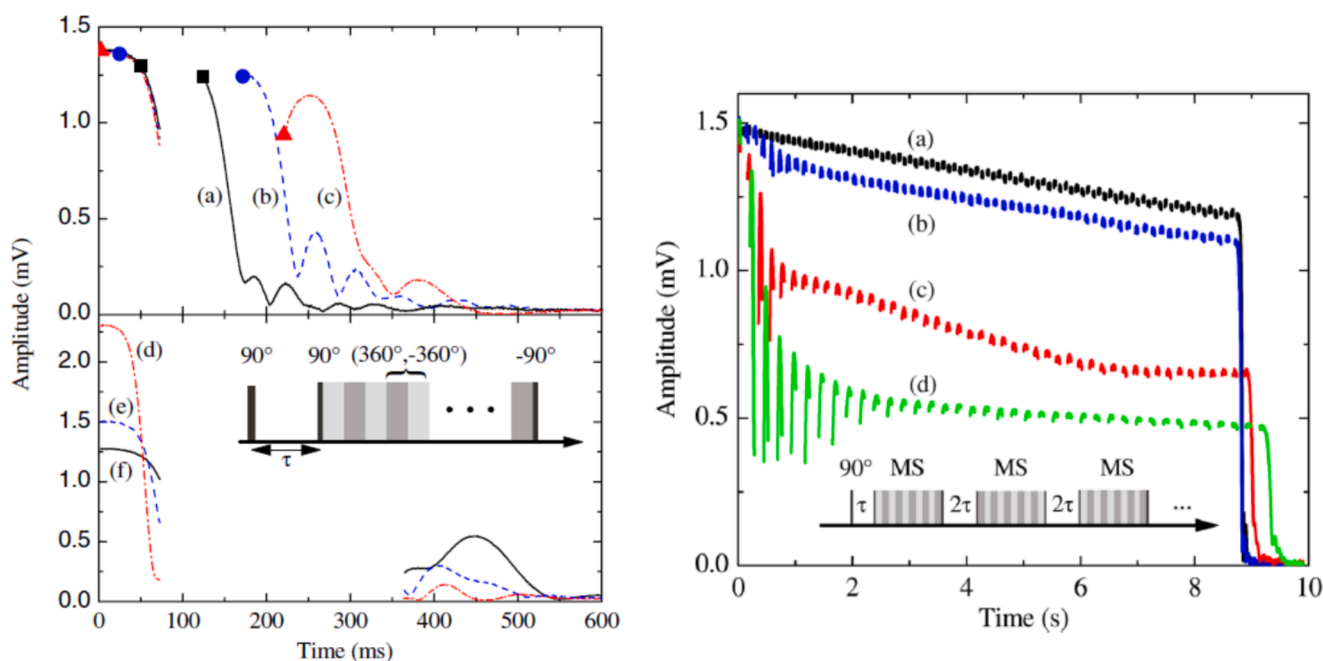 1.5
1.0
0.5
0.0
Amplitude (mV)
(a)
(b)
(c)
2.0
1.5
1.0
0.5
0.0
(d)
(e)
(f)
90°
90°
(360°,-360°)
-90°
• • •
τ
0
100
200
300
400
500
600
Time (ms)
1.5
1.0
0.5
0.0
Amplitude (mV)
(a)
(b)
(c)
(d)
90°
MS
MS
MS
τ
2τ
2τ
...
0
2
4
6
8
10
Time (s)